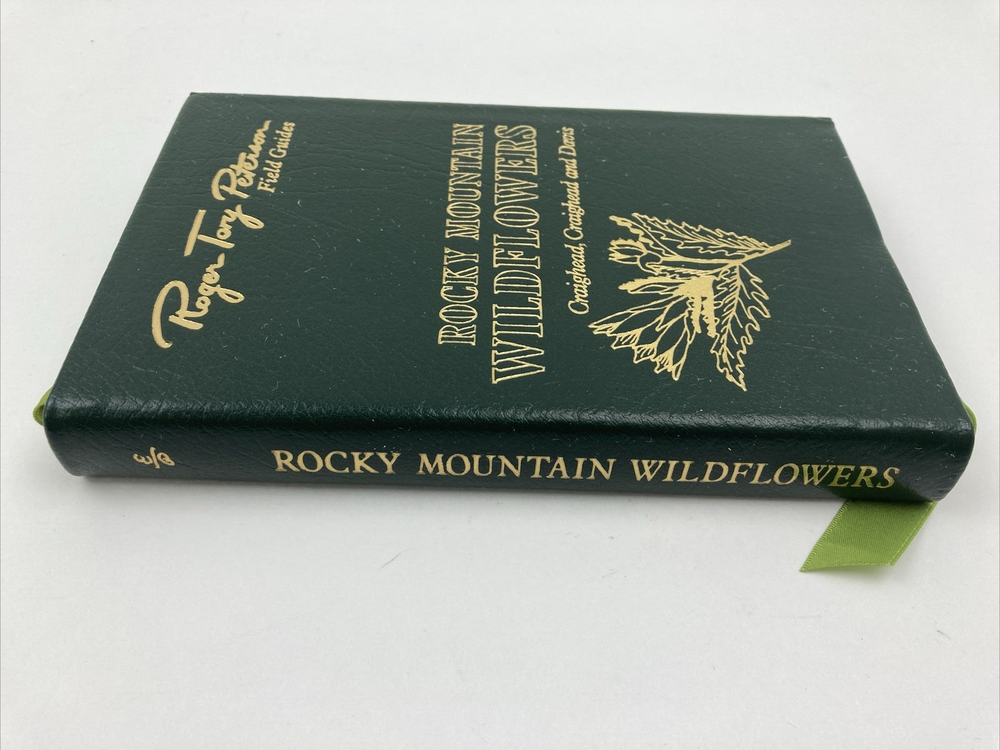 Roger Tory Peterson
Field Guides
ROCKY MOUNTAIN
WILDFLOWERS
Craighead, Craighead and Davis
ROCKY MOUNTAIN WILDFLOWERS